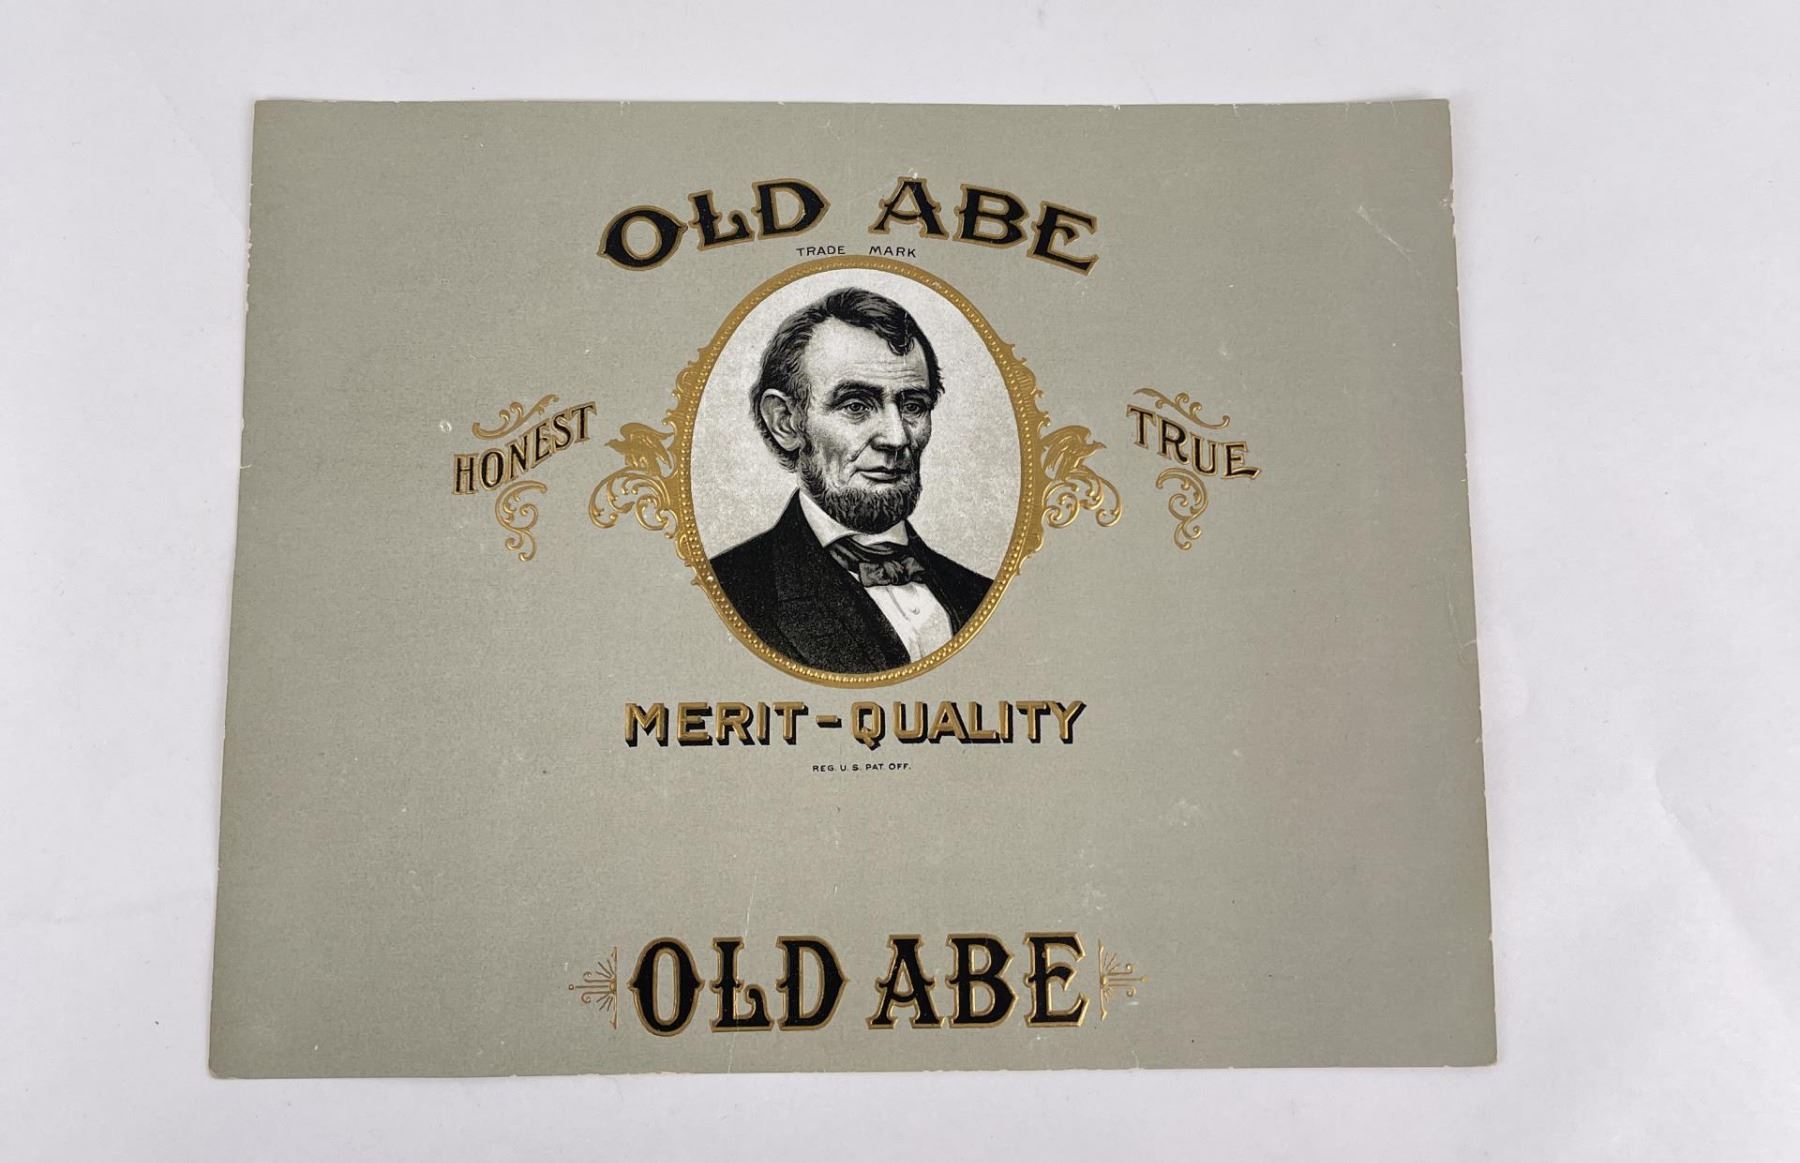 OLD ABE
TRADE MARK
HONEST
TRUE
MERIT-QUALITY
REG. U. S. PAT. OFF.
OLD ABE